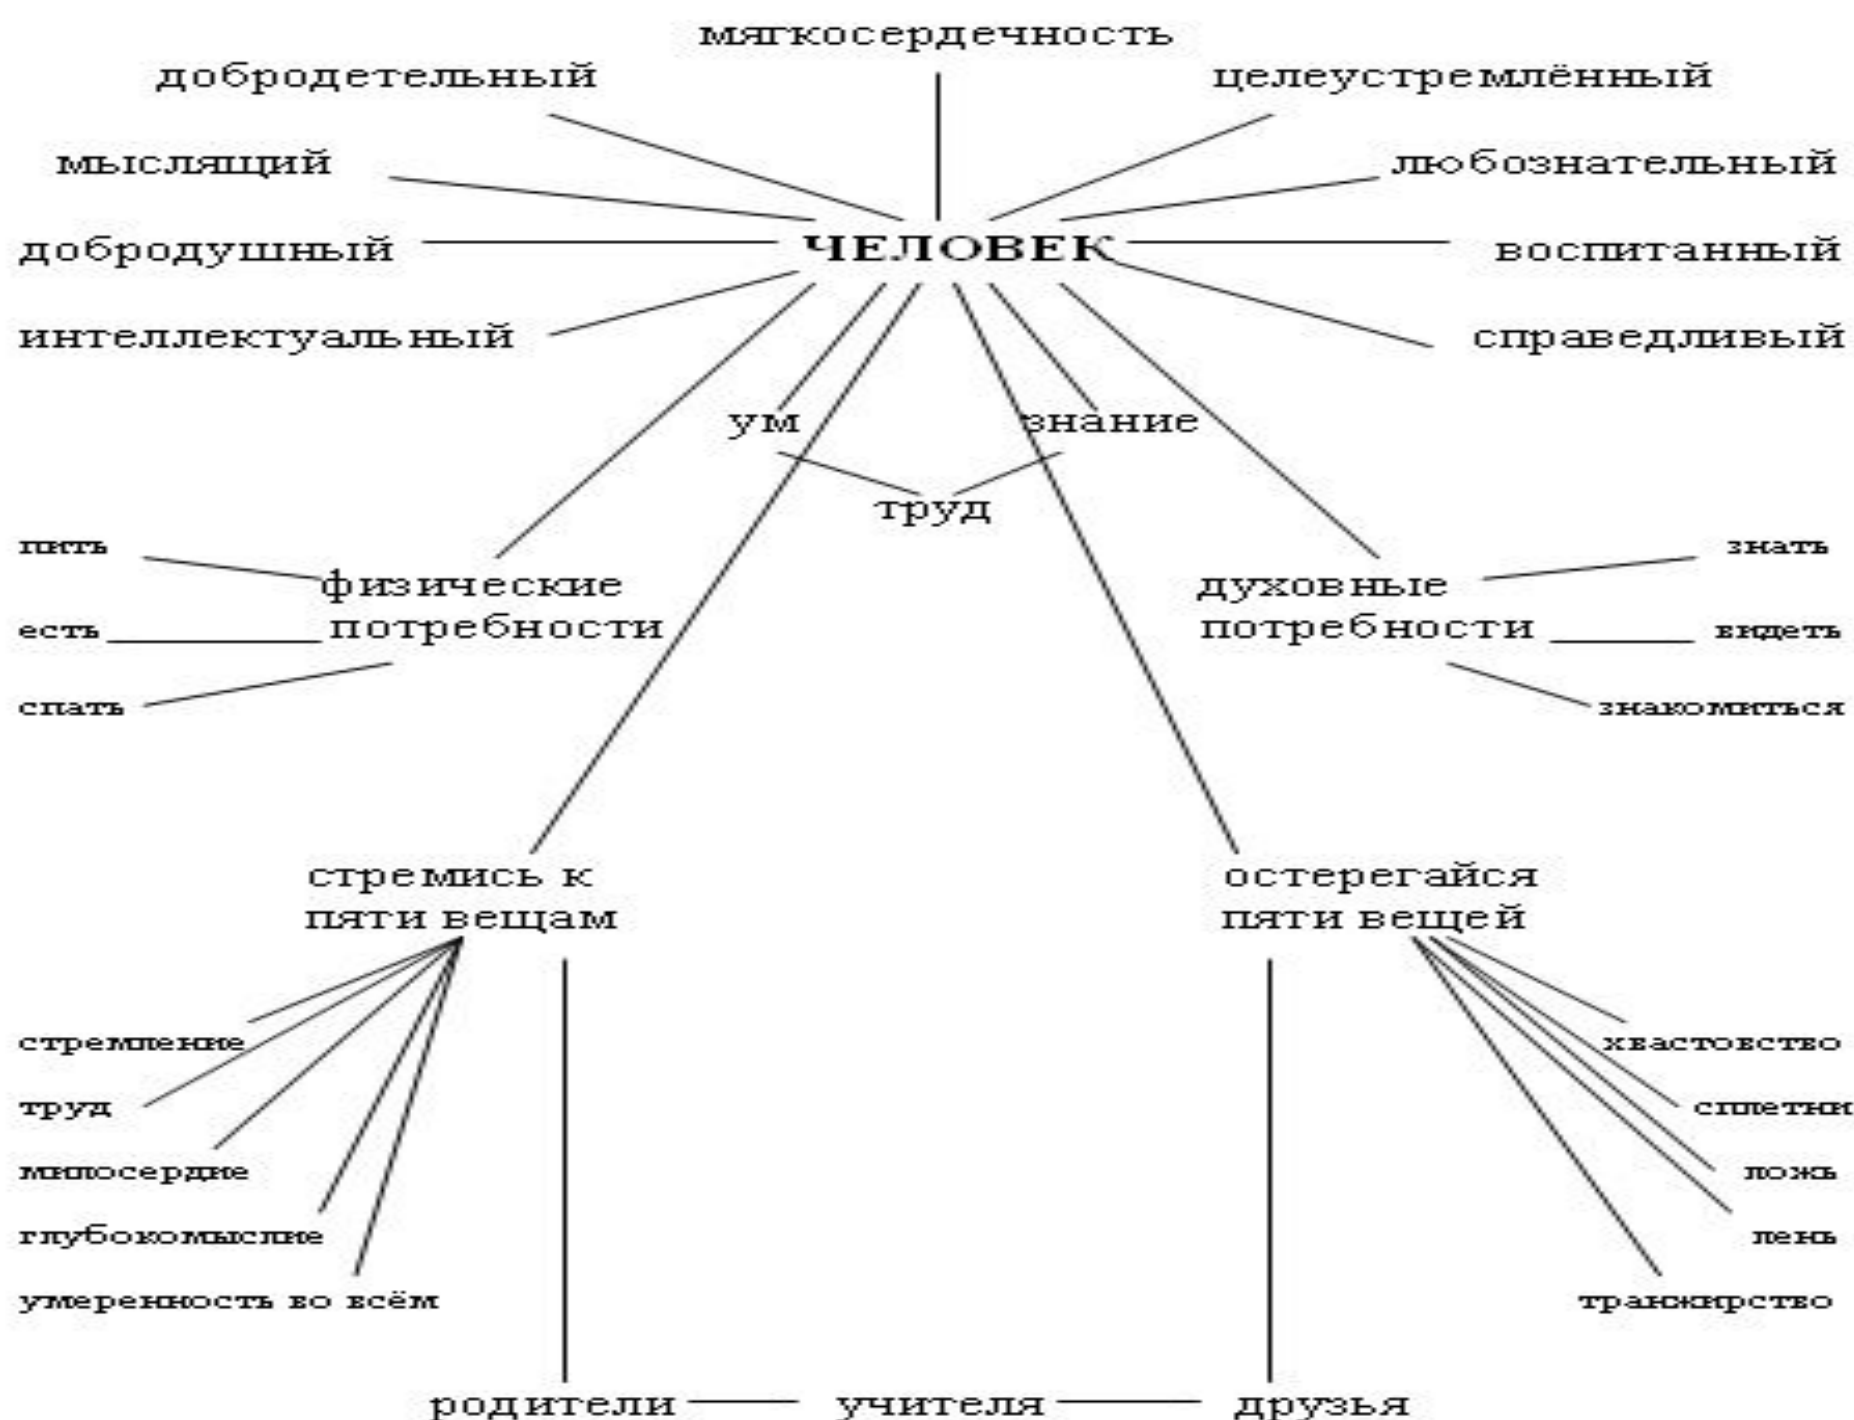 мягкосердечность
добродетельный
целеустремлённый
мыслящий
любознательный
добродушный
ЧЕЛОВЕК
воспитанный
интеллектуальный
справедливый
ум
знание
труд
пить
знать
физические
потребности
духовные
потребности
есть
видеть
спать
знакомиться
стремись к
пяти вещам
остерегайся
пяти вещей
стремление
хвастовство
труд
сплетни
милосердие
ложь
глубокомыслие
лень
умеренность во всём
транжирство
родители
учителя
друзья